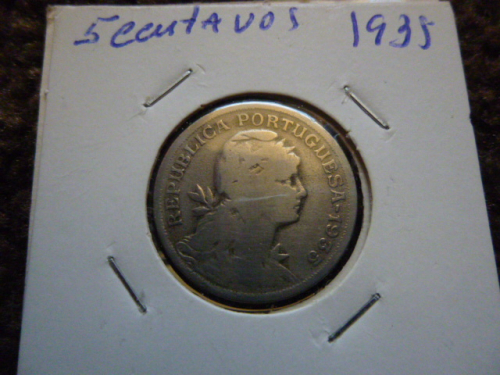 5 centavos 1935
REPUBLICA PORTUGUESA·1935